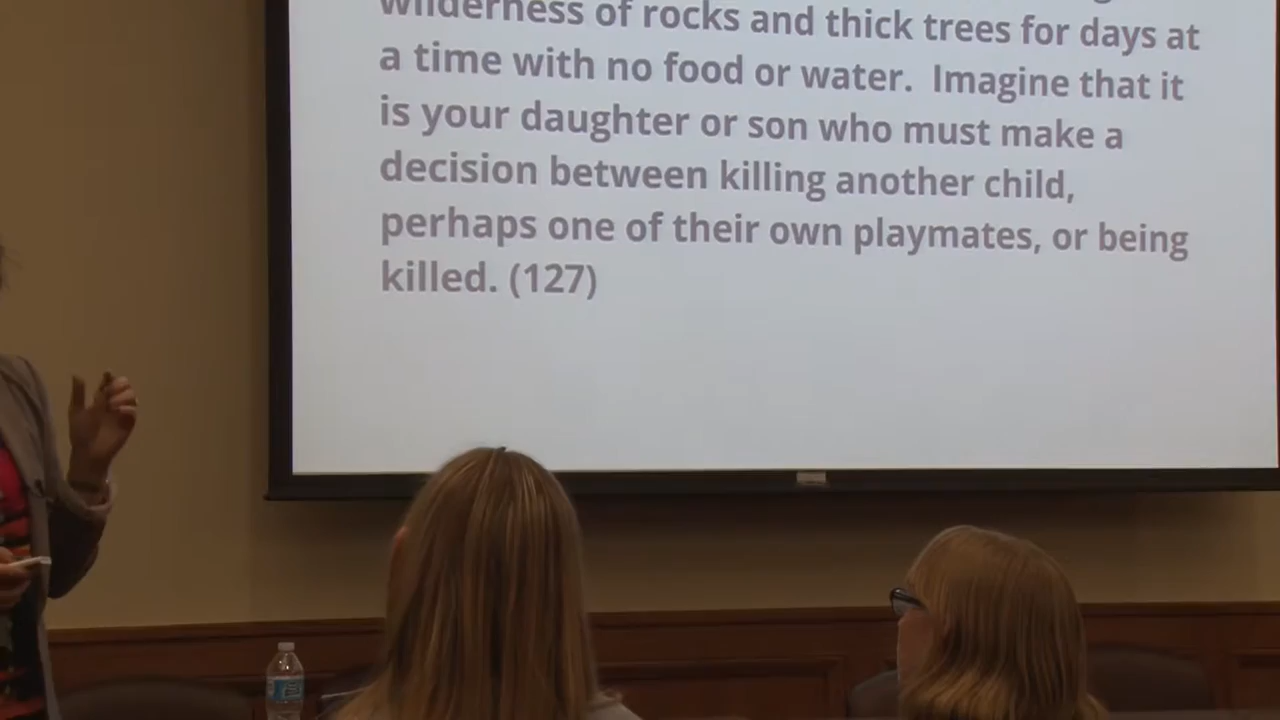 wilderness of rocks and thick trees for days at
a time with no food or water. Imagine that it
is your daughter or son who must make a
decision between killing another child,
perhaps one of their own playmates, or being
killed. (127)